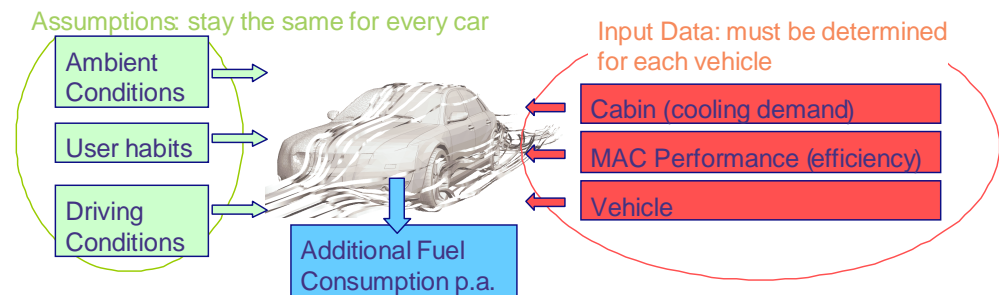 Assumptions: stay the same for every car
Ambient
Conditions
User habits
Driving
Conditions
Input Data: must be determined
for each vehicle
Cabin (cooling demand)
MAC Performance (efficiency)
Vehicle
Additional Fuel
Consumption p.a.